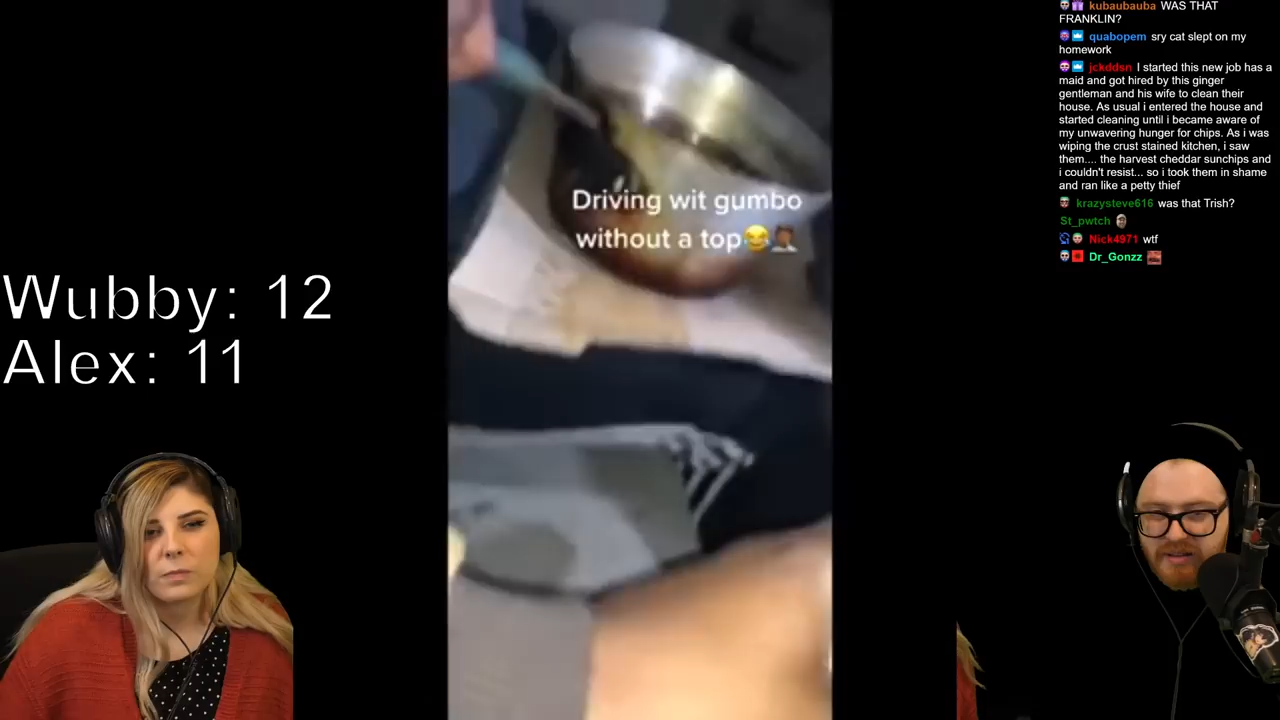 Wubby: 12
Alex: 11
Driving wit gumbo
without a top😂🤦🏾
kubaubauba WAS THAT
FRANKLIN?
quabopem sry cat slept on my
homework
jckddsn I started this new job has a
maid and got hired by this ginger
gentleman and his wife to clean their
house. As usual i entered the house and
started cleaning until i became aware of
my unwavering hunger for chips. As i was
wiping the crust stained kitchen, i saw
them.... the harvest cheddar sunchips and
i couldn't resist... so i took them in shame
and ran like a petty thief
krazysteve616 was that Trish?
St_pwtch
Nick4971 wtf
Dr_Gonzz